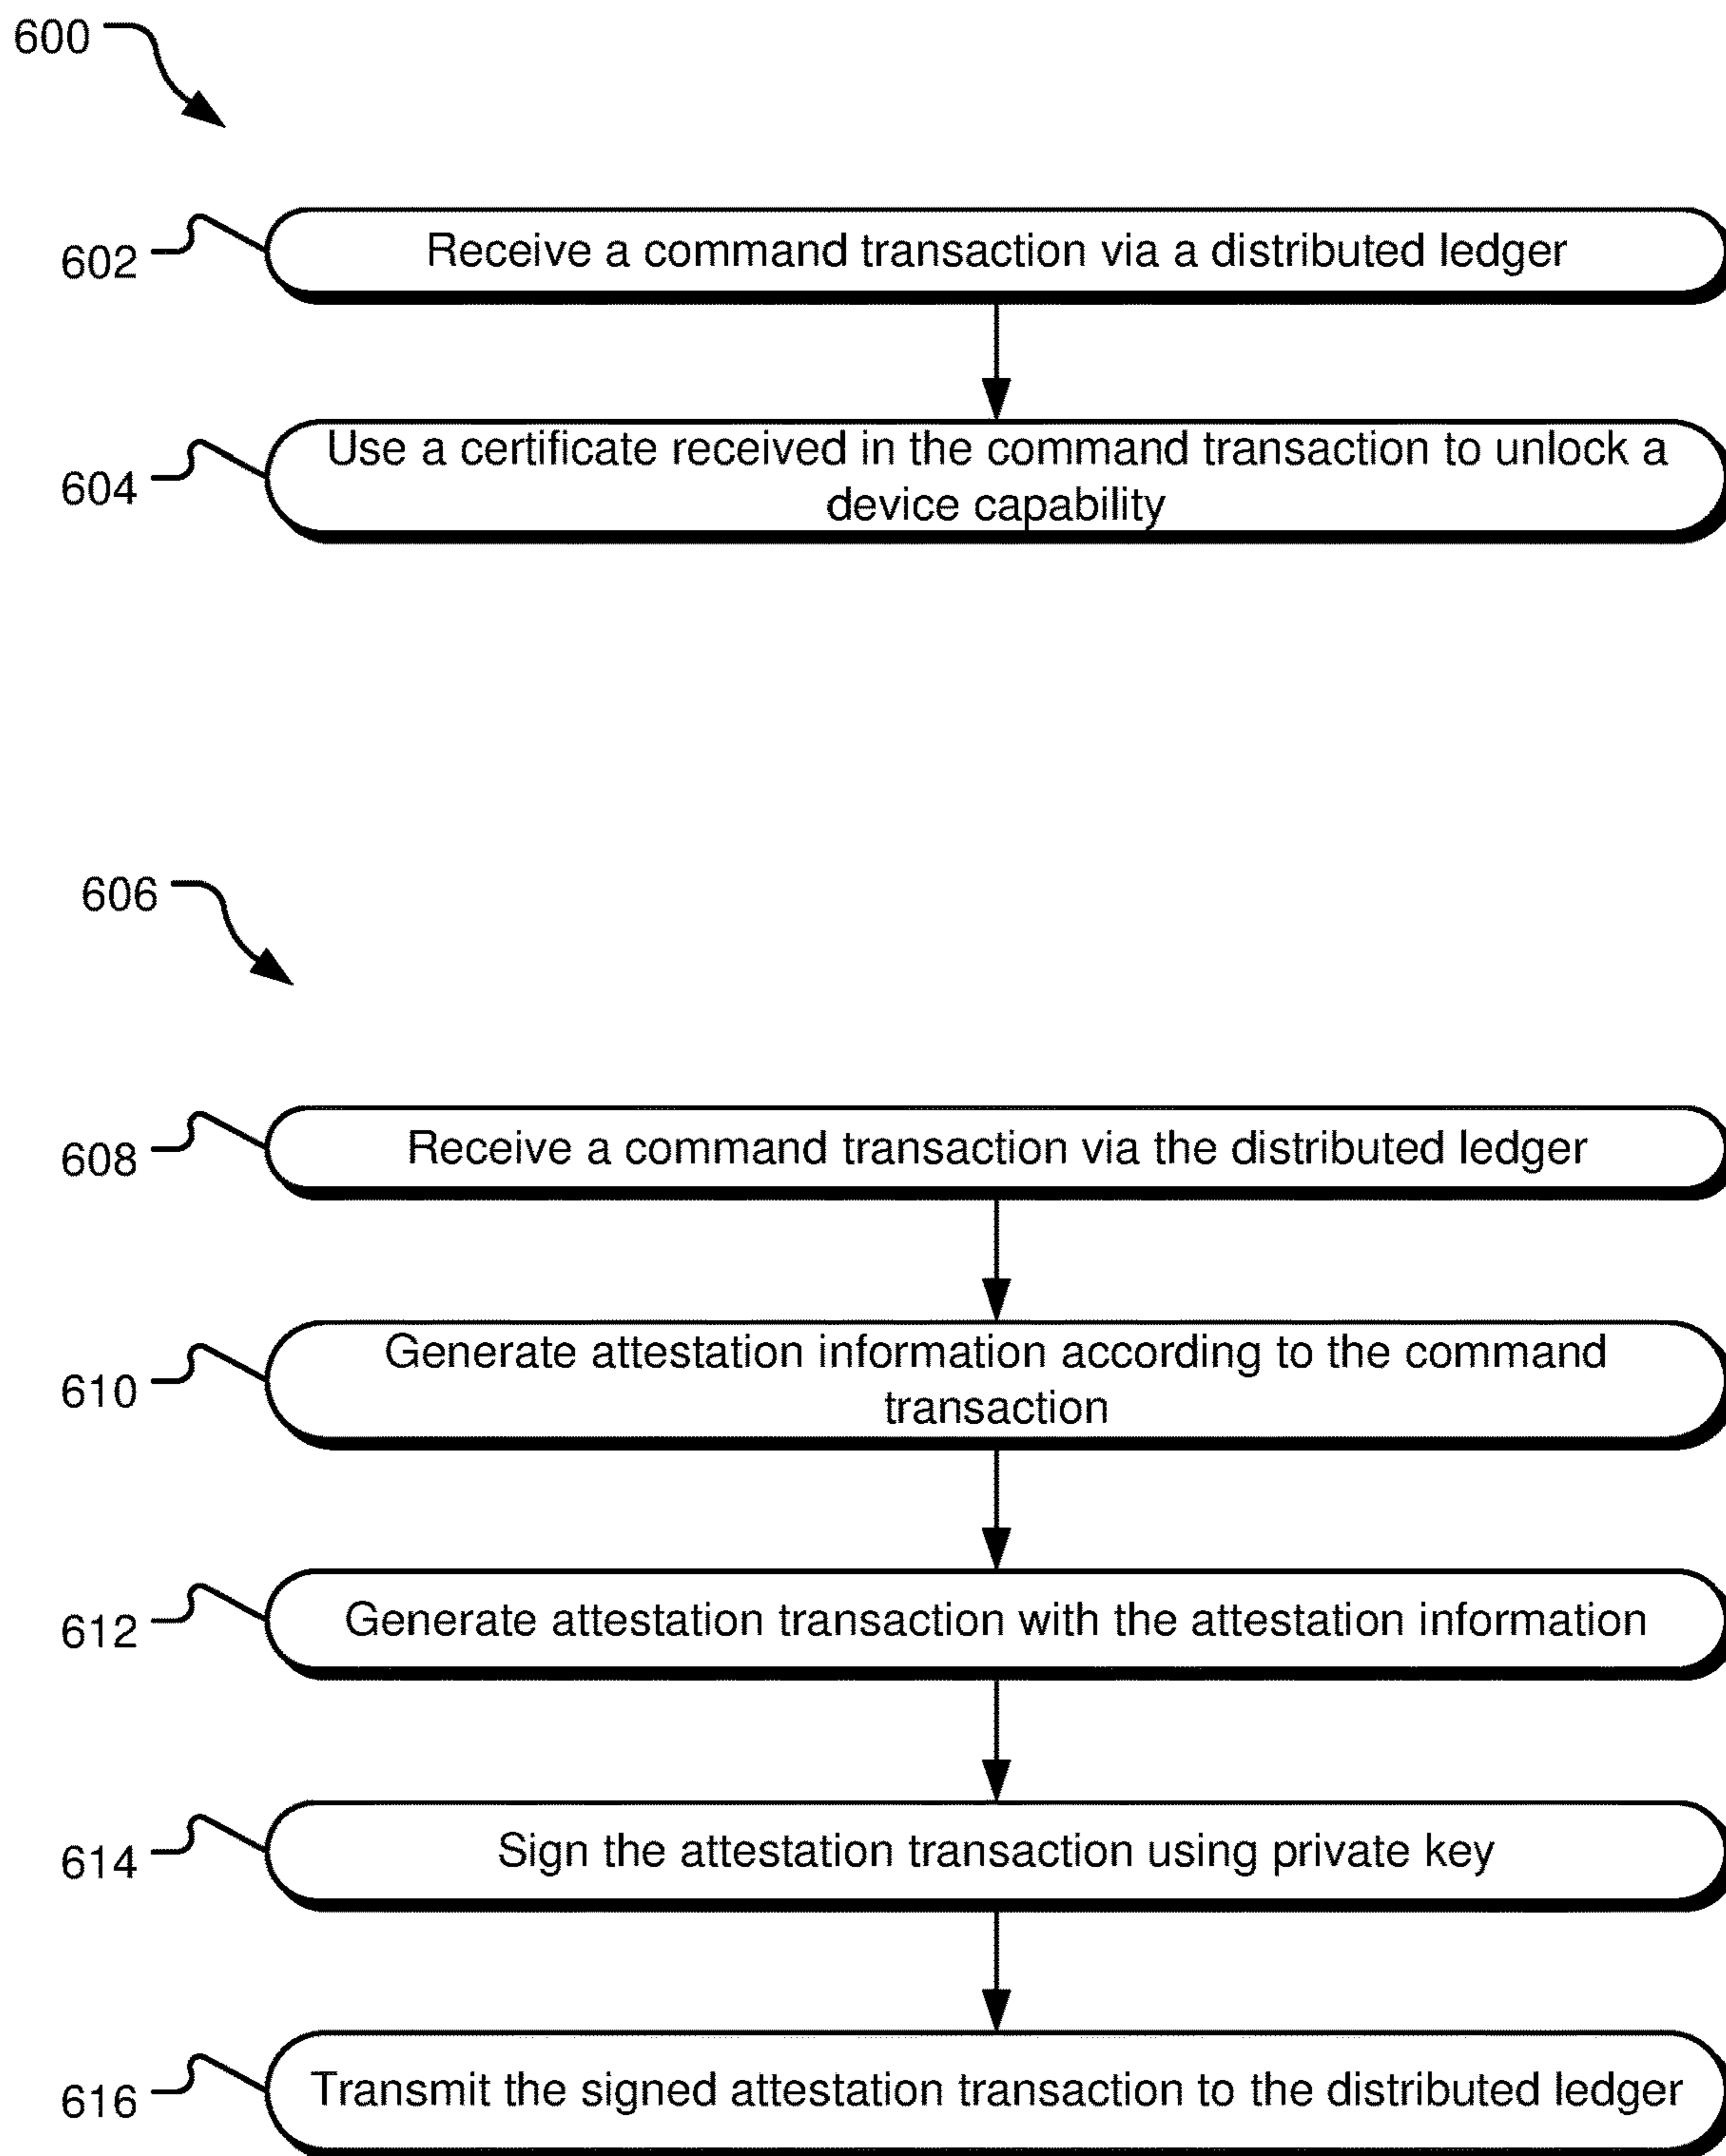 600
602
Receive a command transaction via a distributed ledger
604
Use a certificate received in the command transaction to unlock a
device capability
606
608
Receive a command transaction via the distributed ledger
610
Generate attestation information according to the command
transaction
612
Generate attestation transaction with the attestation information
614
Sign the attestation transaction using private key
616
Transmit the signed attestation transaction to the distributed ledger